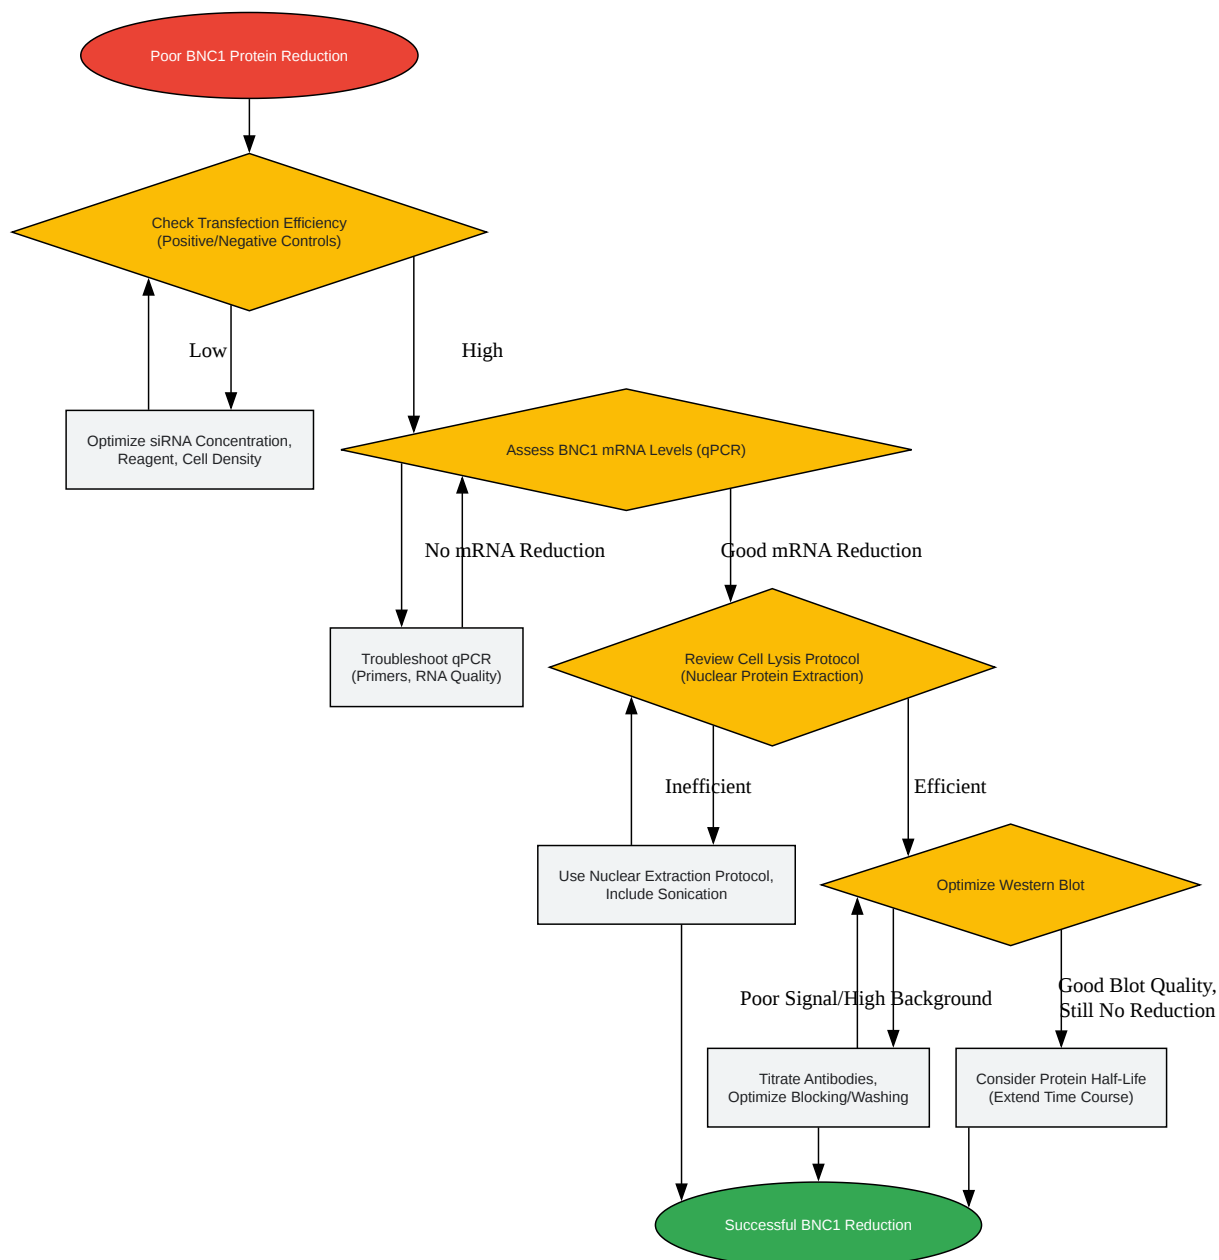 Poor BNC1 Protein Reduction
Check Transfection Efficiency
(Positive/Negative Controls)
Low
High
Optimize siRNA Concentration,
Reagent, Cell Density
Assess BNC1 mRNA Levels (qPCR)
No mRNA Reduction
Good mRNA Reduction
Troubleshoot qPCR
(Primers, RNA Quality)
Review Cell Lysis Protocol
(Nuclear Protein Extraction)
Inefficient
Efficient
Use Nuclear Extraction Protocol,
Include Sonication
Optimize Western Blot
Poor Signal/High Background
Good Blot Quality,
Still No Reduction
Titrate Antibodies,
Optimize Blocking/Washing
Consider Protein Half-Life
(Extend Time Course)
Successful BNC1 Reduction